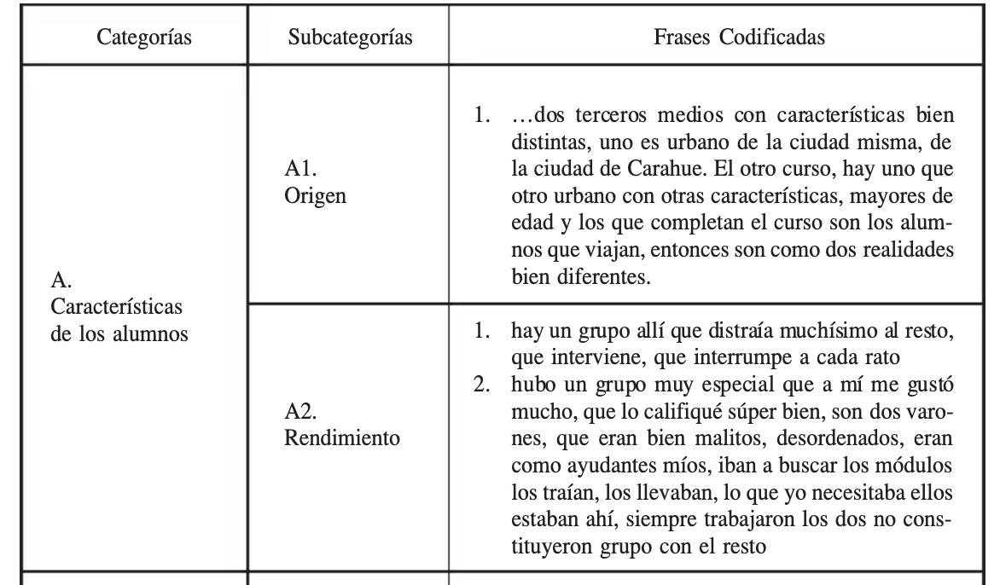 Categorías Subcategorías Frases Codificadas
A.
Características
de los alumnos
A1.
Origen
1. …dos terceros medios con características bien
distintas, uno es urbano de la ciudad misma, de
la ciudad de Carahue. El otro curso, hay uno que
otro urbano con otras características, mayores de
edad y los que completan el curso son los alum-
nos que viajan, entonces son como dos realidades
bien diferentes.
A2.
Rendimiento
1. hay un grupo allí que distraía muchísimo al resto,
que interviene, que interrumpe a cada rato
2. hubo un grupo muy especial que a mí me gustó
mucho, que lo califiqué súper bien, son dos varo-
nes, que eran bien malitos, desordenados, eran
como ayudantes míos, iban a buscar los módulos
los traían, los llevaban, lo que yo necesitaba ellos
estaban ahí, siempre trabajaron los dos no cons-
tituyeron grupo con el resto